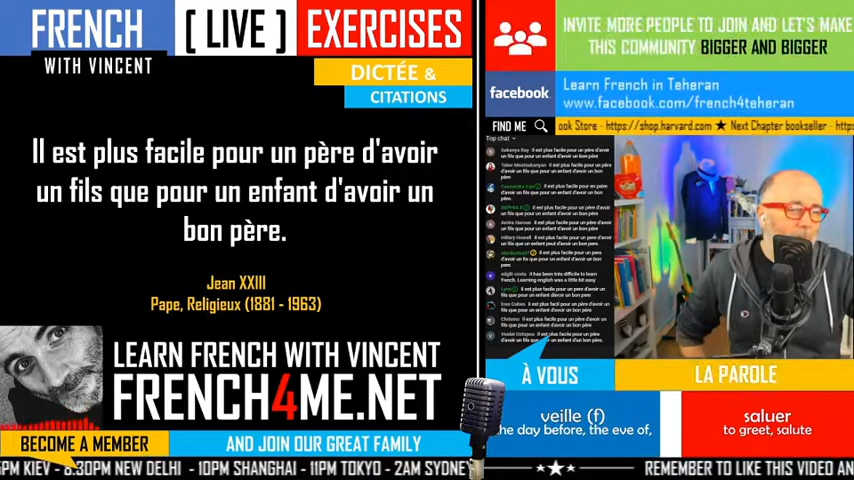 FRENCH
WITH VINCENT
[ LIVE ]
EXERCISES
DICTÉE &
CITATIONS
Il est plus facile pour un père d'avoir
un fils que pour un enfant d'avoir un
bon père.
Jean XXIII
Pape, Religieux (1881 - 1963)
LEARN FRENCH WITH VINCENT
FRENCH4ME.NET
BECOME A MEMBER
AND JOIN OUR GREAT FAMILY
PM KIEV - 8.30PM NEW DELHI - 10PM SHANGHAI - 11PM TOKYO - 2AM SYDNEY
INVITE MORE PEOPLE TO JOIN AND LET'S MAKE
THIS COMMUNITY BIGGER AND BIGGER
facebook.
Learn French in Teheran
www.facebook.com/french4teheran
FIND ME
ook Store - https://shop.harvard.com ★ Next Chapter bookseller - https:
Top chat
À VOUS
LA PAROLE
veille (f)
the day before, the eve of,
saluer
to greet, salute
REMEMBER TO LIKE THIS VIDEO AN